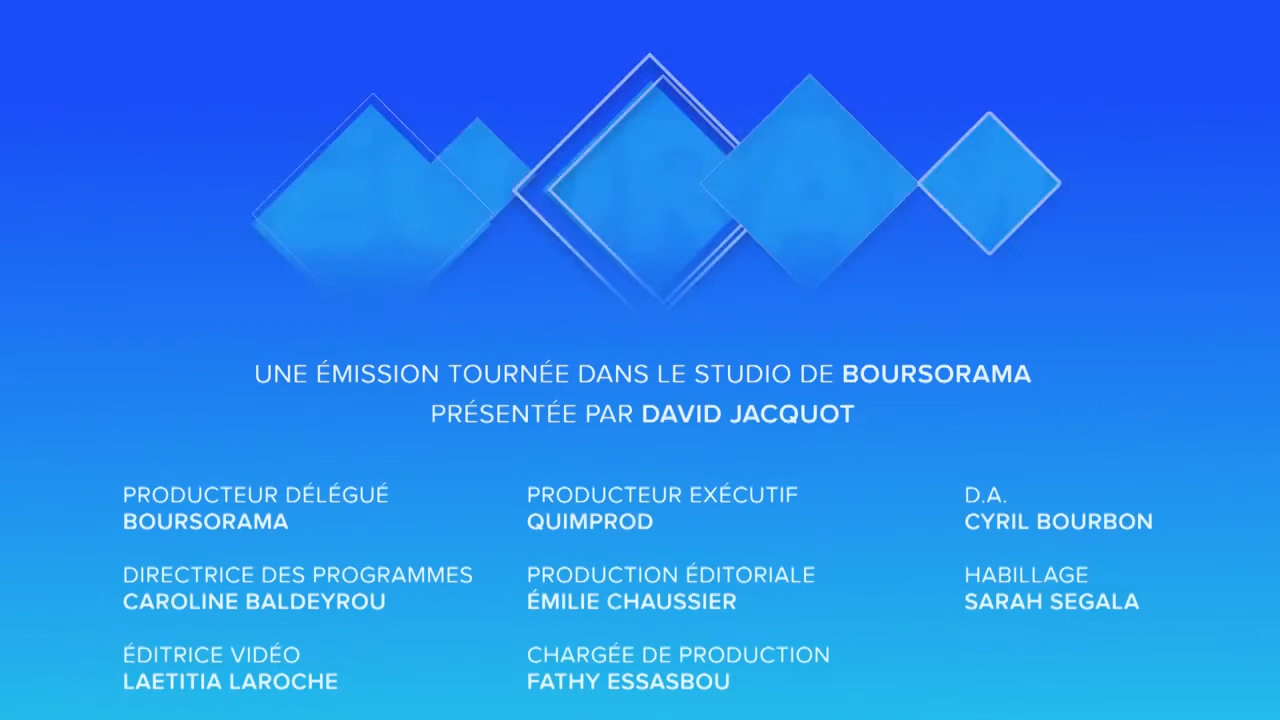 UNE ÉMISSION TOURNÉE DANS LE STUDIO DE BOURSORAMA
PRÉSENTÉE PAR DAVID JACQUOT
PRODUCTEUR DÉLÉGUÉ
BOURSORAMA
DIRECTRICE DES PROGRAMMES
CAROLINE BALDEYROU
ÉDITRICE VIDÉO
LAETITIA LAROCHE
PRODUCTEUR EXÉCUTIF
QUIMPROD
PRODUCTION ÉDITORIALE
ÉMILIE CHAUSSIER
CHARGÉE DE PRODUCTION
FATHY ESSASBOU
D.A.
CYRIL BOURBON
HABILLAGE
SARAH SEGALA